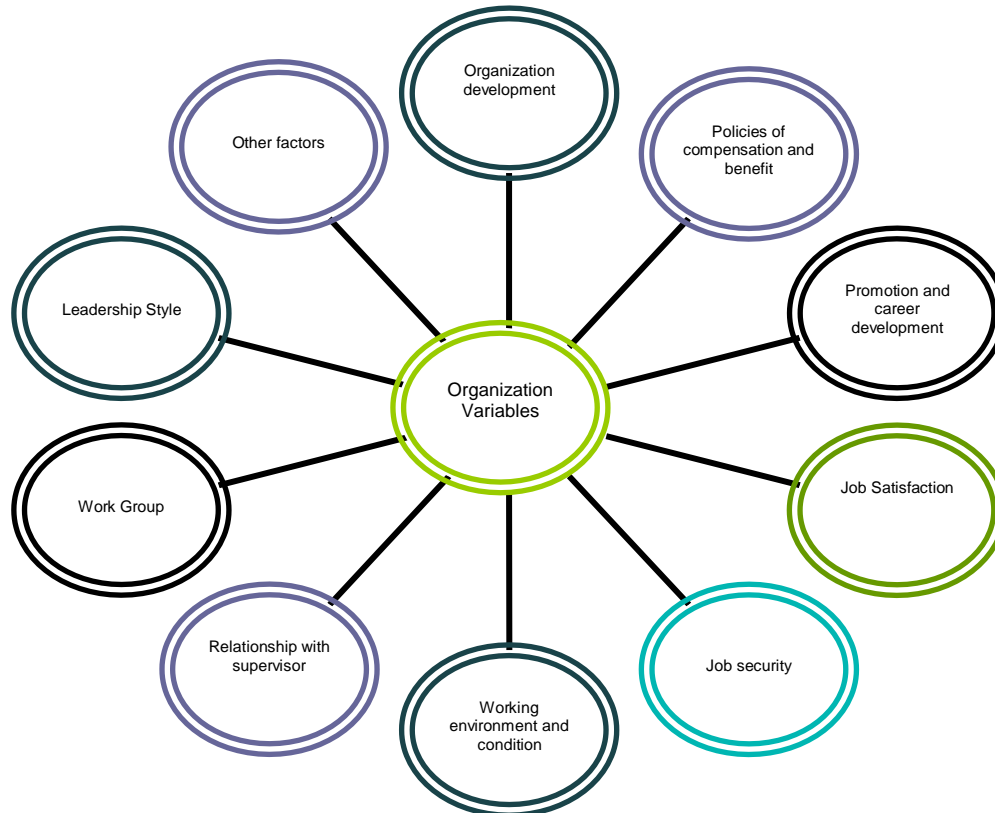 Organization
development
Other factors
Policies of
compensation and
benefit
Leadership Style
Promotion and
career development
Organization
Variables
Work Group
Job Satisfaction
Relationship with
supervisor
Job security
Working
environment and
condition